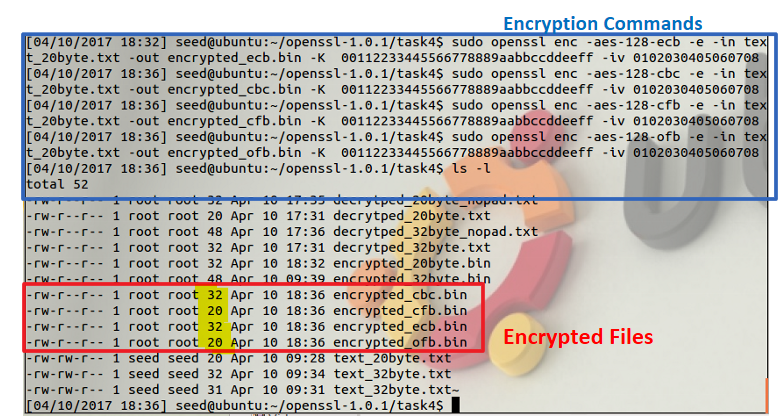 Encryption Commands
[04/10/2017 18:32] seed@ubuntu:~/openssl-1.0.1/task4$ sudo openssl enc -aes-128-ecb -e -in tex
t_20byte.txt -out encrypted_ecb.bin -K  00112233445566778889aabbccddeeff -iv 0102030405060708
[04/10/2017 18:36] seed@ubuntu:~/openssl-1.0.1/task4$ sudo openssl enc -aes-128-cbc -e -in tex
t_20byte.txt -out encrypted_cbc.bin -K  00112233445566778889aabbccddeeff -iv 0102030405060708
[04/10/2017 18:36] seed@ubuntu:~/openssl-1.0.1/task4$ sudo openssl enc -aes-128-cfb -e -in tex
t_20byte.txt -out encrypted_cfb.bin -K  00112233445566778889aabbccddeeff -iv 0102030405060708
[04/10/2017 18:36] seed@ubuntu:~/openssl-1.0.1/task4$ sudo openssl enc -aes-128-ofb -e -in tex
t_20byte.txt -out encrypted_ofb.bin -K  00112233445566778889aabbccddeeff -iv 0102030405060708
[04/10/2017 18:36] seed@ubuntu:~/openssl-1.0.1/task4$ ls -l
total 52
-rw-r--r-- 1 root root 32 Apr 10 17:35 decrytped_20byte_nopad.txt
-rw-r--r-- 1 root root 20 Apr 10 17:31 decrytped_20byte.txt
-rw-r--r-- 1 root root 48 Apr 10 17:36 decrytped_32byte_nopad.txt
-rw-r--r-- 1 root root 32 Apr 10 17:31 decrytped_32byte.txt
-rw-r--r-- 1 root root 32 Apr 10 18:32 encrypted_20byte.bin
-rw-r--r-- 1 root root 48 Apr 10 09:39 encrypted_32byte.bin
-rw-r--r-- 1 root root 32 Apr 10 18:36 encrypted_cbc.bin
-rw-r--r-- 1 root root 20 Apr 10 18:36 encrypted_cfb.bin
-rw-r--r-- 1 root root 32 Apr 10 18:36 encrypted_ecb.bin
-rw-r--r-- 1 root root 20 Apr 10 18:36 encrypted_ofb.bin
Encrypted Files
-rw-rw-r-- 1 seed seed 20 Apr 10 09:28 text_20byte.txt
-rw-rw-r-- 1 seed seed 32 Apr 10 09:34 text_32byte.txt
-rw-rw-r-- 1 seed seed 31 Apr 10 09:31 text_32byte.txt~
[04/10/2017 18:36] seed@ubuntu:~/openssl-1.0.1/task4$